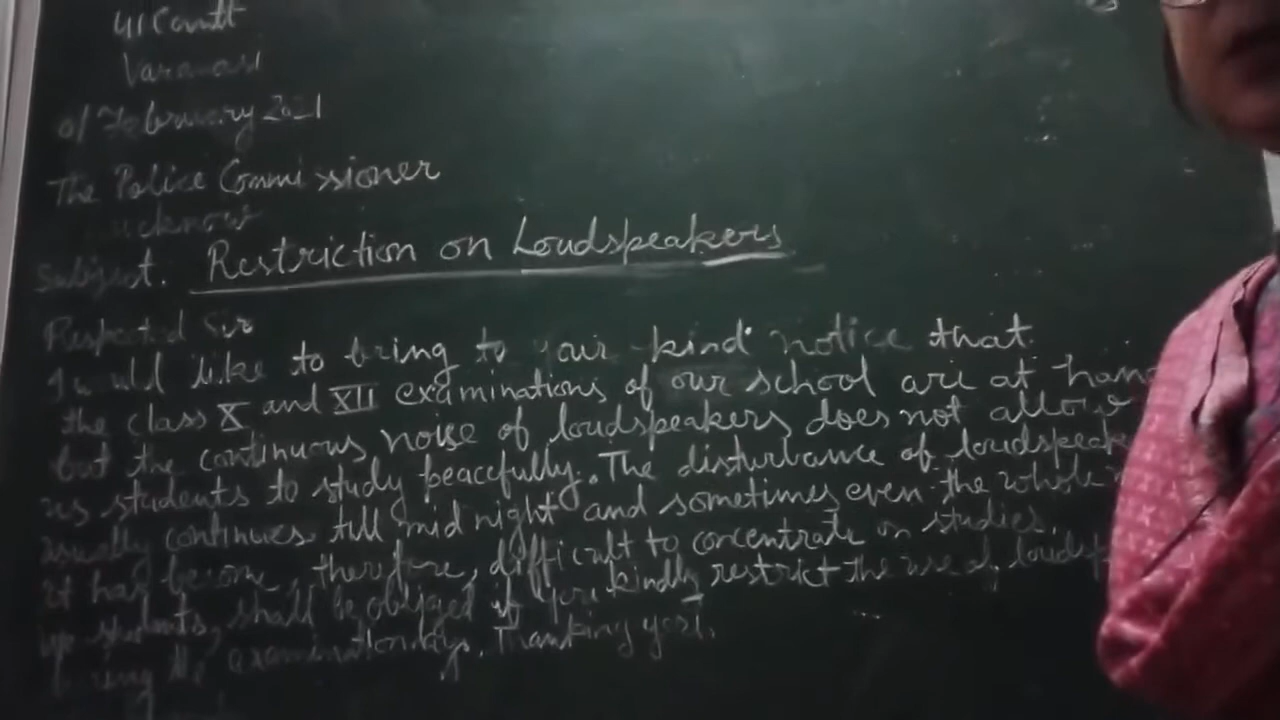 41 Cantt
Varanasi
01 February 2021
The Police Commissioner
Lucknow
Subject. Restriction on Loudspeakers
Respected Sir
I would like to bring to your kind notice that
the class X and XII examinations of our school are at han
but the continuous noise of loudspeakers does not allow
us students to study peacefully. The disturbance of loudspeake
usually continues till mid night and sometimes even the whole
it has become, therefore, difficult to concentrate on studies.
students, shall be obliged if you kindly restrict the use of loudsp
during the examination days. Thanking you.